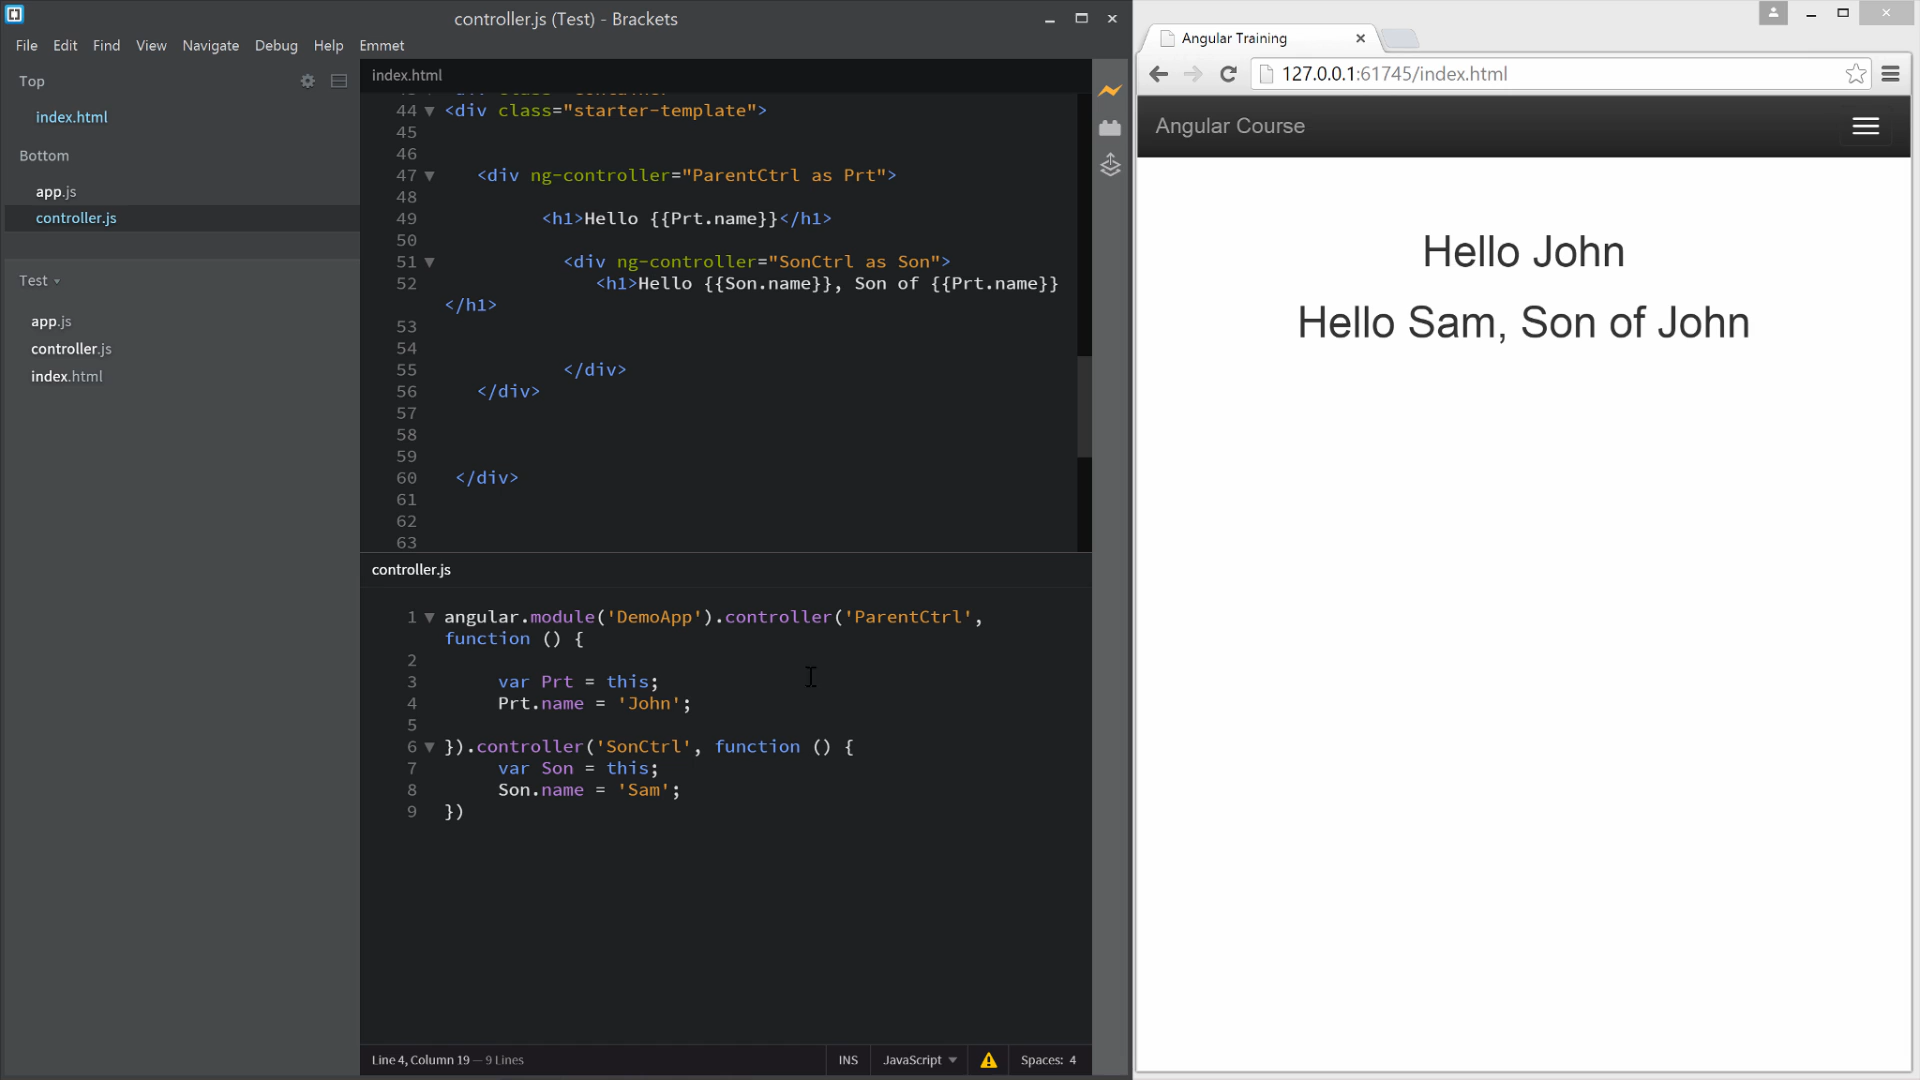 controller.js (Test) - Brackets
File Edit Find View Navigate Debug Help Emmet
Top
index.html
Bottom
app.js
controller.js
Test
app.js
controller.js
index.html
index.html
44 <div class="starter-template">
45
46
47 <div ng-controller="ParentCtrl as Prt">
48
49 <h1>Hello {{Prt.name}}</h1>
50
51 <div ng-controller="SonCtrl as Son">
52 <h1>Hello {{Son.name}}, Son of {{Prt.name}}
</h1>
53
54
55 </div>
56 </div>
57
58
59
60 </div>
61
62
63
controller.js
1 angular.module('DemoApp').controller('ParentCtrl',
function () {
2
3 var Prt = this;
4 Prt.name = 'John';
5
6 }).controller('SonCtrl', function () {
7 var Son = this;
8 Son.name = 'Sam';
9 })
Line 4, Column 19 — 9 Lines
INS JavaScript Spaces: 4
Angular Training
127.0.0.1:61745/index.html
Angular Course
Hello John
Hello Sam, Son of John